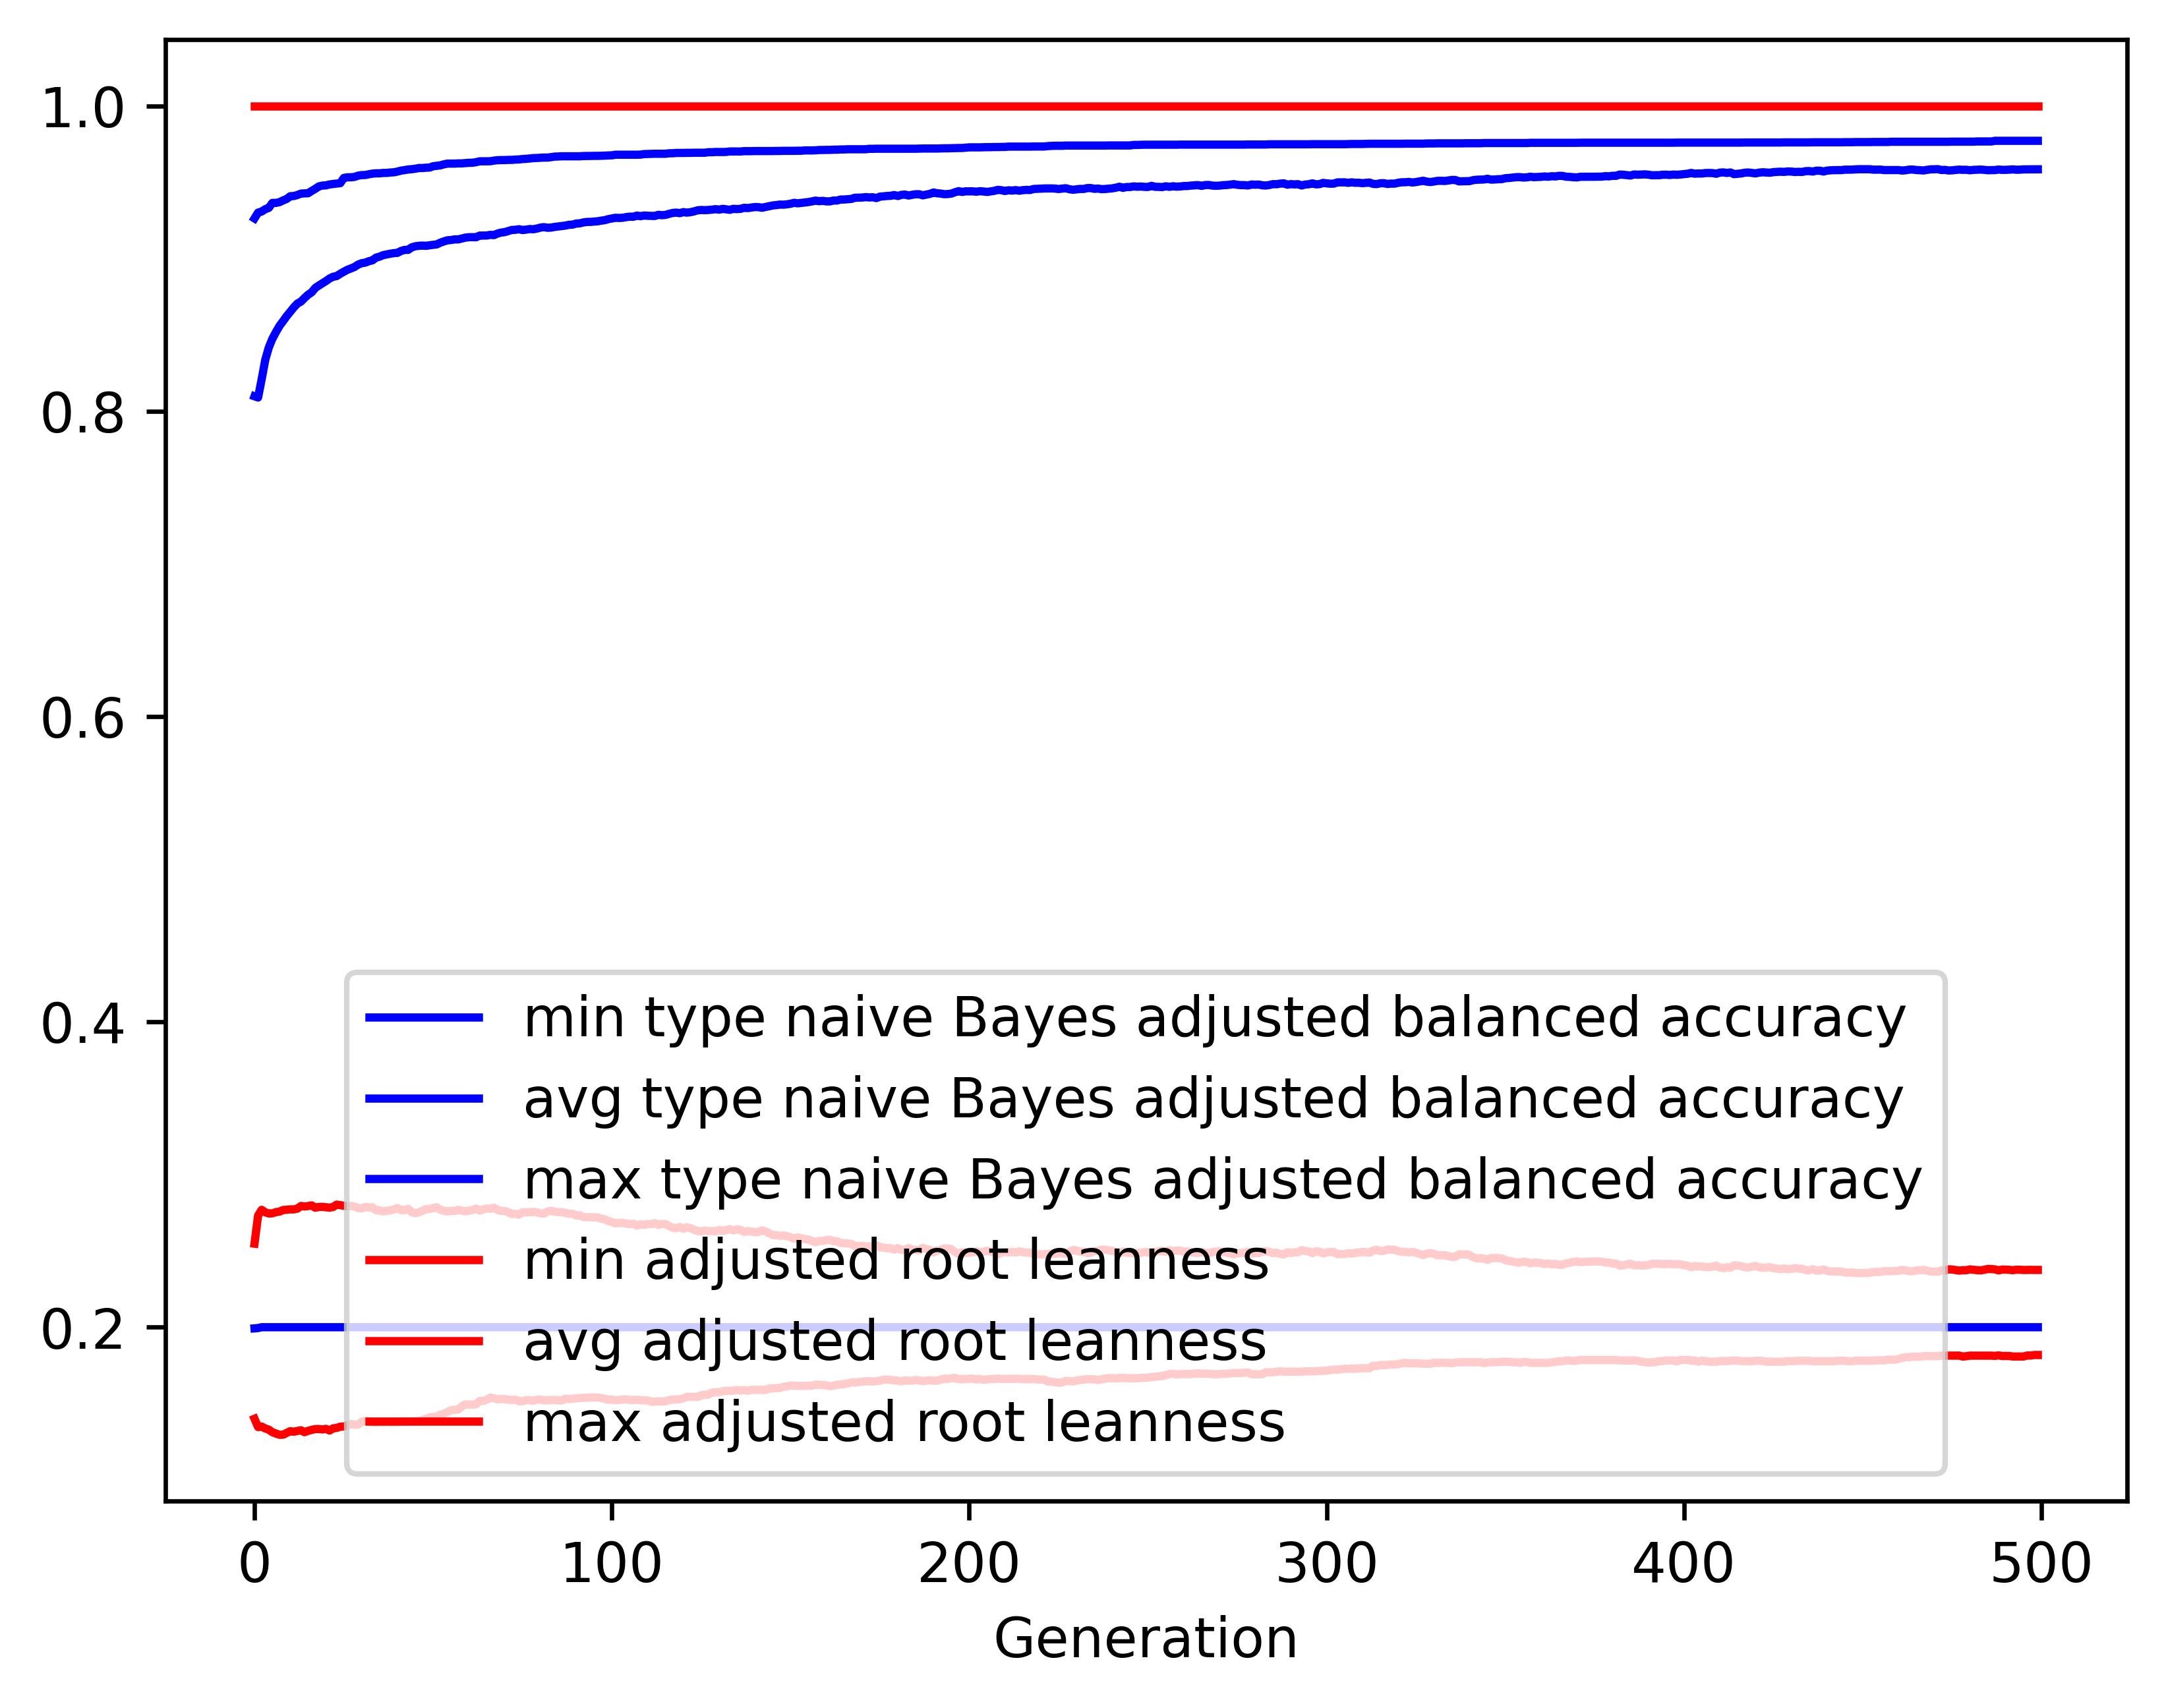 1.0
0.8
0.6
0.4
0.2
min type naive Bayes adjusted balanced accuracy
avg type naive Bayes adjusted balanced accuracy
max type naive Bayes adjusted balanced accuracy
min adjusted root leanness
avg adjusted root leanness
max adjusted root leanness
0 100 200 300 400 500
Generation